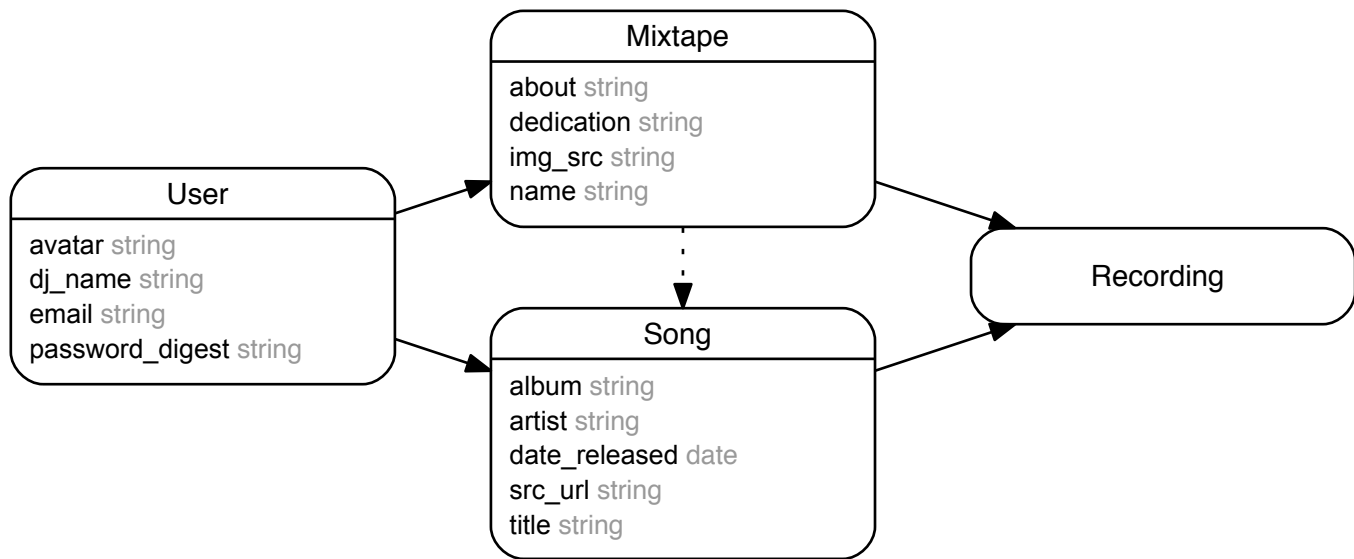 Mixtape
about string
dedication string
img_src string
name string
User
avatar string
dj_name string
email string
password_digest string
Recording
Song
album string
artist string
date_released date
src_url string
title string